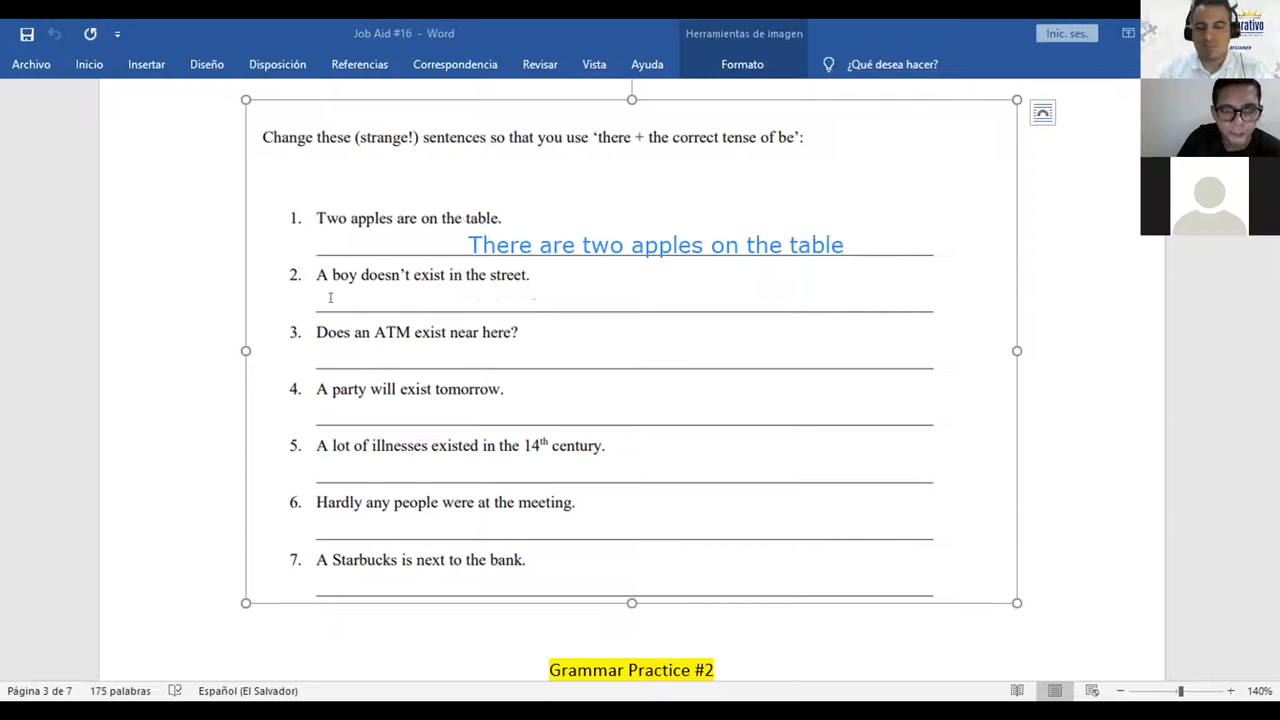 Job Aid #16 - Word
Herramientas de imagen
Inic. ses.
Archivo Inicio Insertar Diseño Disposición Referencias Correspondencia Revisar Vista Ayuda Formato ¿Qué desea hacer?
rativo
BEGINNER
Change these (strange!) sentences so that you use ‘there + the correct tense of be’:
1. Two apples are on the table.
There are two apples on the table
2. A boy doesn’t exist in the street.
3. Does an ATM exist near here?
4. A party will exist tomorrow.
5. A lot of illnesses existed in the 14th century.
6. Hardly any people were at the meeting.
7. A Starbucks is next to the bank.
Grammar Practice #2
Página 3 de 7 175 palabras Español (El Salvador) 140%